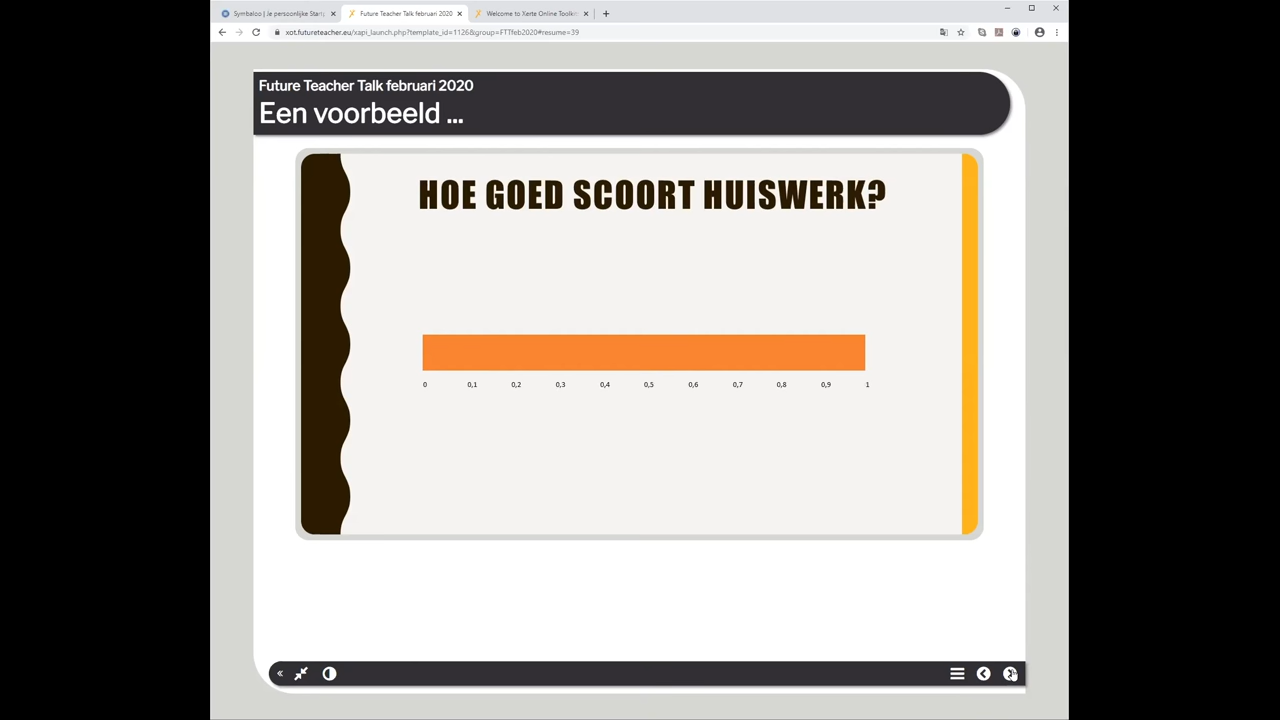 Symbaloo | Je persoonlijke Start
Future Teacher Talk februari 2020
Welcome to Xerte Online Toolki
xot.futureteacher.eu/xapi_launch.php?template_id=1126&group=FTTfeb2020#resume=39
Future Teacher Talk februari 2020
Een voorbeeld ...
HOE GOED SCOORT HUISWERK?
0 0,1 0,2 0,3 0,4 0,5 0,6 0,7 0,8 0,9 1